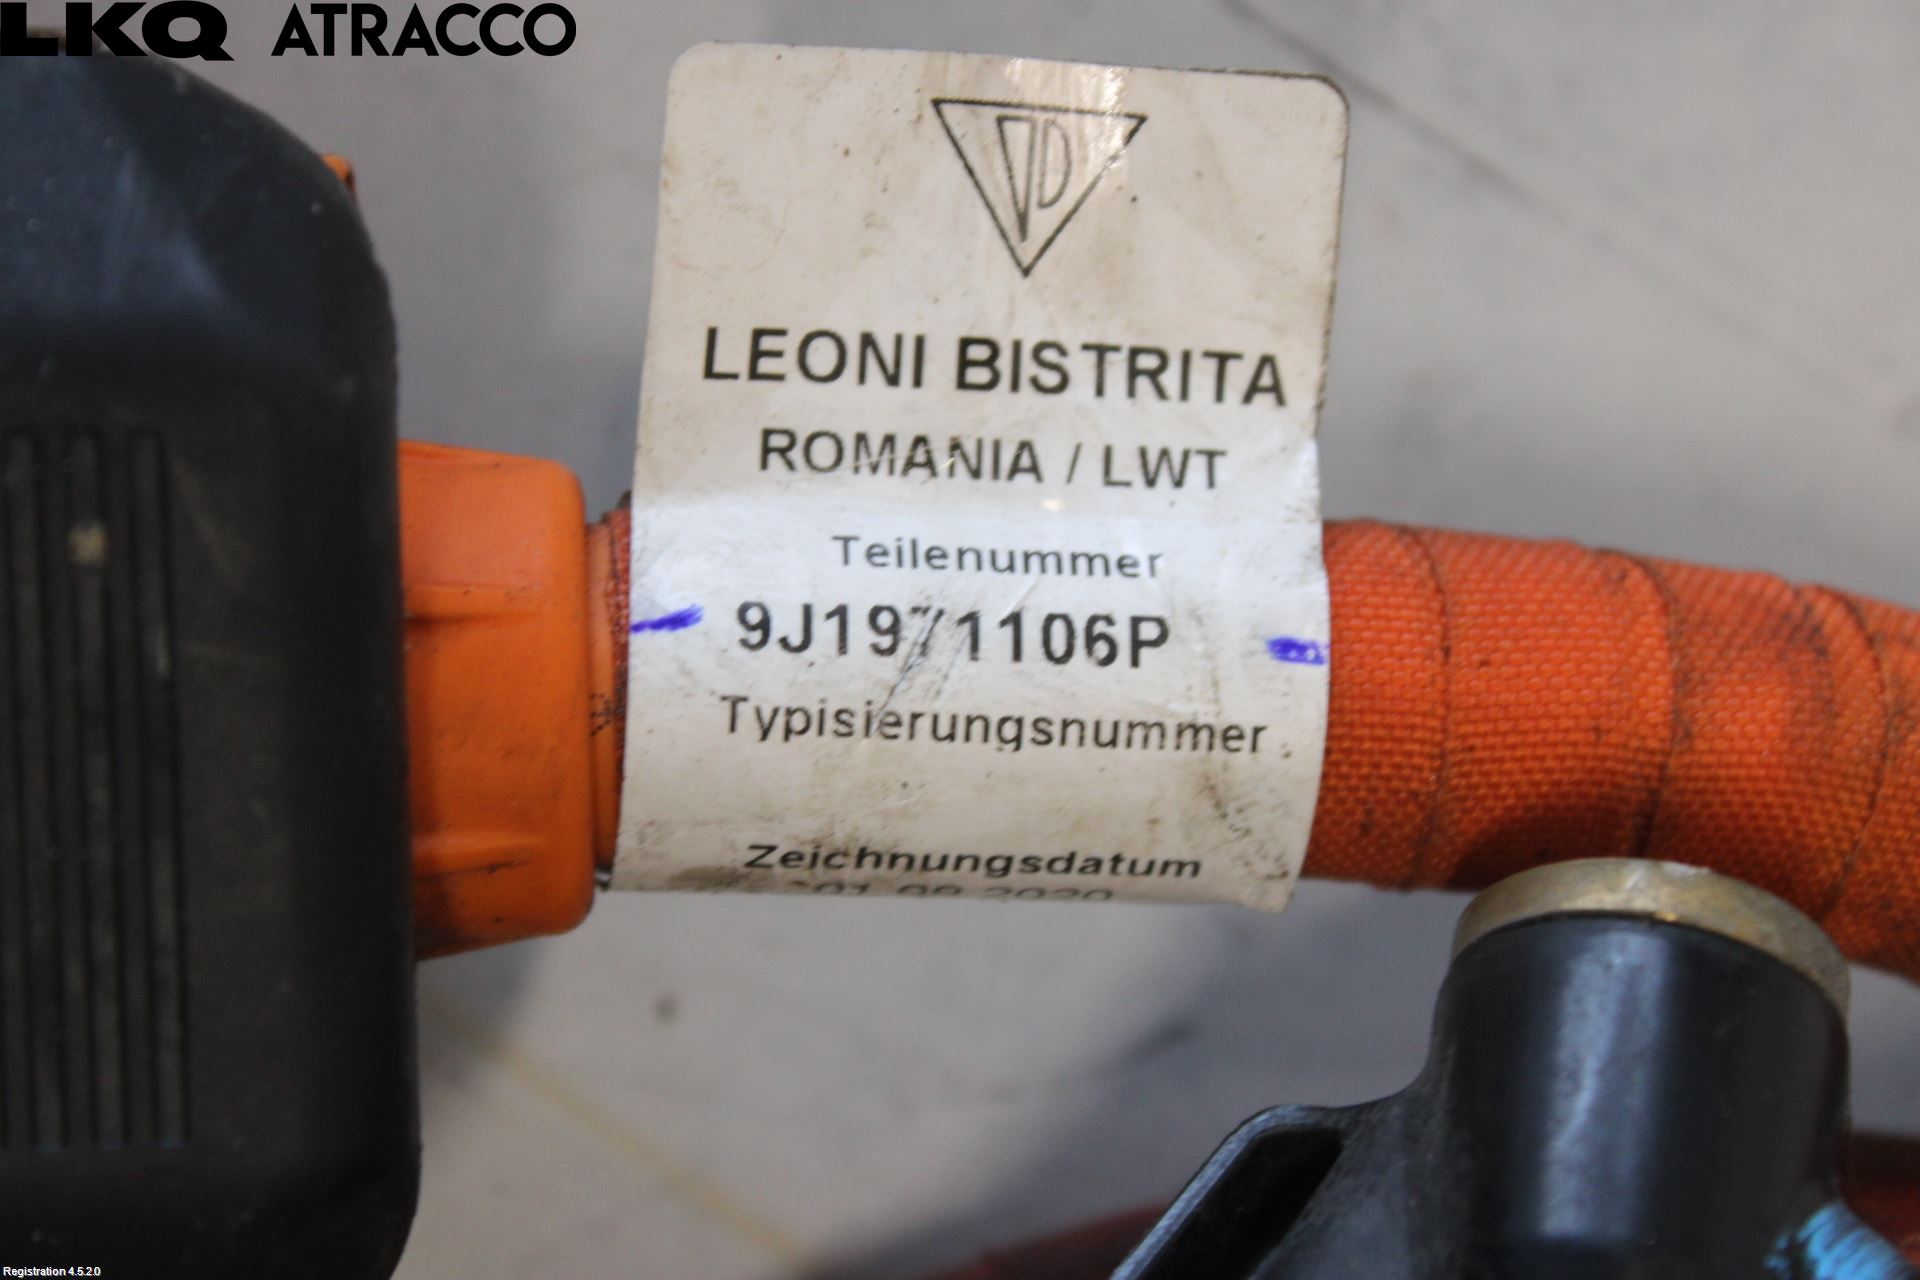 LKQ ATRACCO
LEONI BISTRITA
ROMANIA / LWT
Teilenummer
9J1971106P
Typisierungsnummer
Zeichnungsdatum
Registration 4.5.2.0